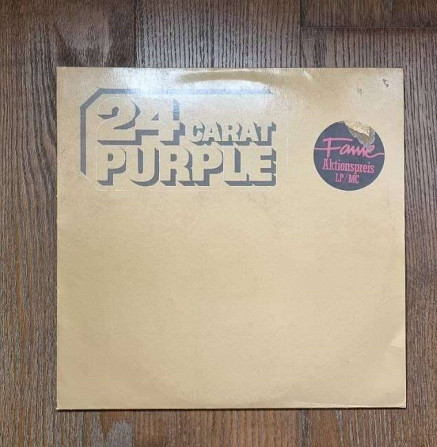 24 CARAT
PURPLE
Fame
Aktionspreis
LP/MC